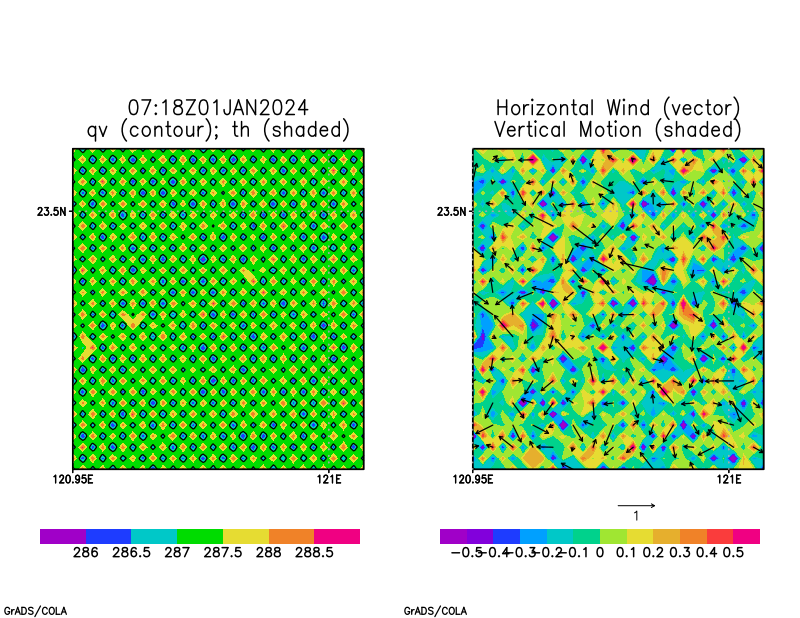 07:18Z01JAN2024
qv (contour); th (shaded)
23.5N
120.95E 121E
286 286.5 287 287.5 288 288.5
GrADS/COLA
Horizontal Wind (vector)
Vertical Motion (shaded)
23.5N
120.95E 121E
1
-0.5 -0.4 -0.3 -0.2 -0.1 0 0.1 0.2 0.3 0.4 0.5
GrADS/COLA